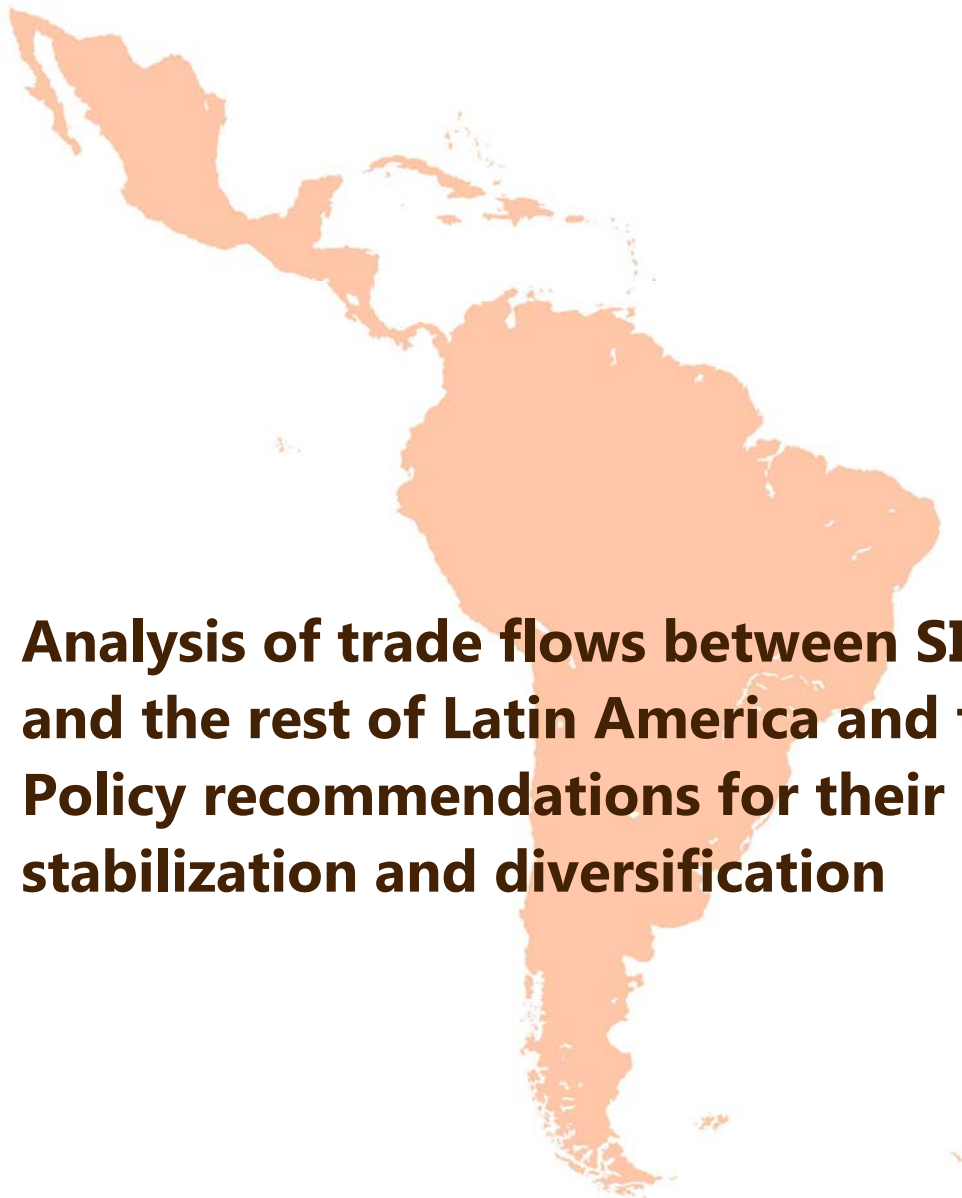 Analysis of trade flows between
and the rest of Latin America and
Policy recommendations for their
stabilization and diversification